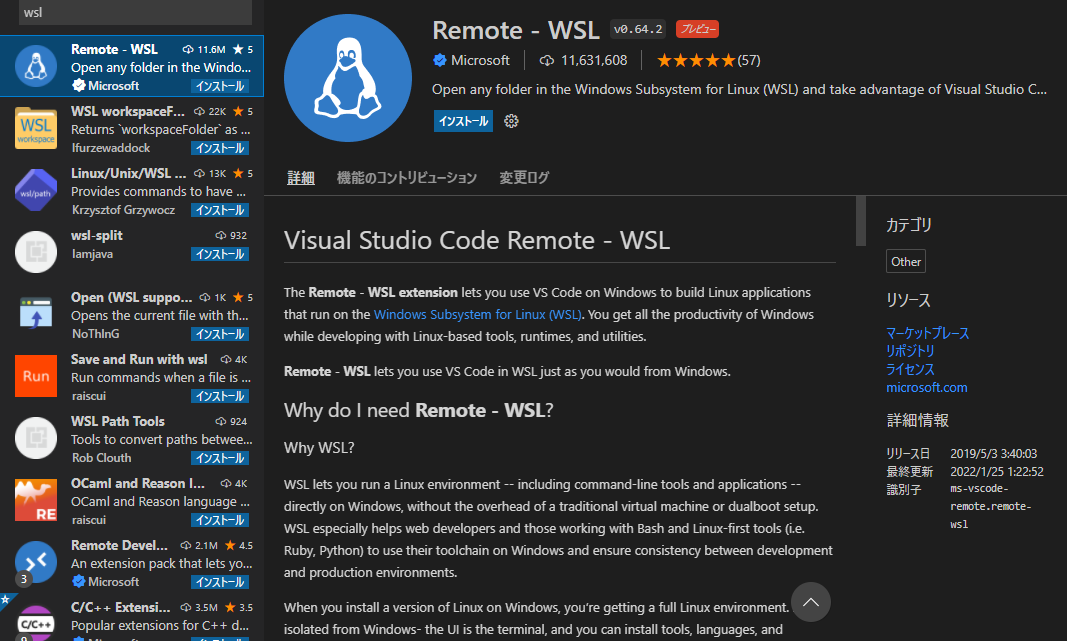 wsl
Remote - WSL 11.6M 5
Open any folder in the Windo...
Microsoft インストール
WSL workspaceF... 22K 5
Returns `workspaceFolder` as ...
lfurzewaddock インストール
WSL
workspace
Linux/Unix/WSL ... 13K 5
Provides commands to have ...
Krzysztof Grzywocz インストール
wsl/path
wsl-split 932
Iamjava インストール
Open (WSL suppo... 1K 5
Opens the current file with th...
NoThInG インストール
Save and Run with wsl 4K
Run commands when a file is ...
raiscui インストール
Run
WSL Path Tools 924
Tools to convert paths betwee...
Rob Clouth インストール
OCaml and Reason I... 4K
OCaml and Reason language ...
raiscui インストール
RE
Remote Devel... 2.1M 4.5
An extension pack that lets yo...
Microsoft インストール
3
C/C++ Extensi... 3.5M 3.5
Popular extensions for C++ d...
C/C++
Remote - WSL v0.64.2 プレビュー
Microsoft 11,631,608 (57)
Open any folder in the Windows Subsystem for Linux (WSL) and take advantage of Visual Studio C...
インストール
詳細 機能のコントリビューション 変更ログ
Visual Studio Code Remote - WSL
The Remote - WSL extension lets you use VS Code on Windows to build Linux applications
that run on the Windows Subsystem for Linux (WSL). You get all the productivity of Windows
while developing with Linux-based tools, runtimes, and utilities.
Remote - WSL lets you use VS Code in WSL just as you would from Windows.
Why do I need Remote - WSL?
Why WSL?
WSL lets you run a Linux environment -- including command-line tools and applications --
directly on Windows, without the overhead of a traditional virtual machine or dualboot setup.
WSL especially helps web developers and those working with Bash and Linux-first tools (i.e.
Ruby, Python) to use their toolchain on Windows and ensure consistency between development
and production environments.
When you install a version of Linux on Windows, you're getting a full Linux environment.
isolated from Windows- the UI is the terminal, and you can install tools, languages, and
カテゴリ
Other
リソース
マーケットプレース
リポジトリ
ライセンス
microsoft.com
詳細情報
リリース日 2019/5/3 3:40:03
最終更新 2022/1/25 1:22:52
識別子 ms-vscode-
remote.remote-
wsl